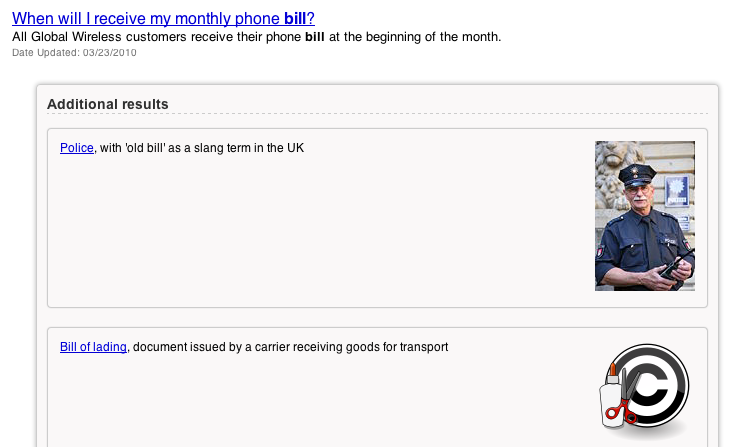 When will I receive my monthly phone bill?
All Global Wireless customers receive their phone bill at the beginning of the month.
Date Updated: 03/23/2010
Additional results
Police, with 'old bill' as a slang term in the UK
Bill of lading, document issued by a carrier receiving goods for transport
C